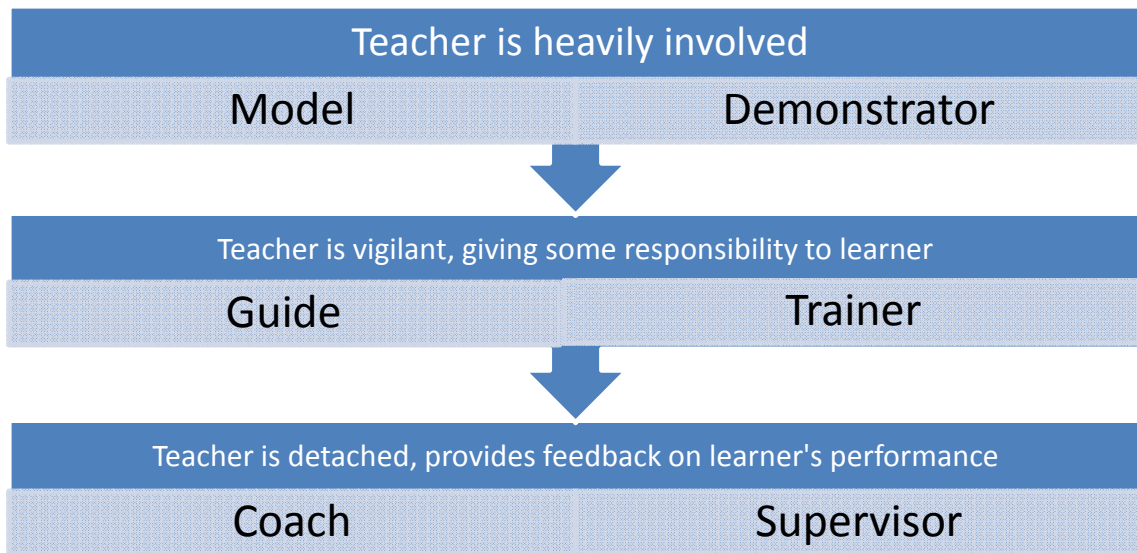 Teacher is heavily involved
Model Demonstrator
Teacher is vigilant, giving some responsibility to learner
Guide Trainer
Teacher is detached, provides feedback on learner's performance
Coach Supervisor